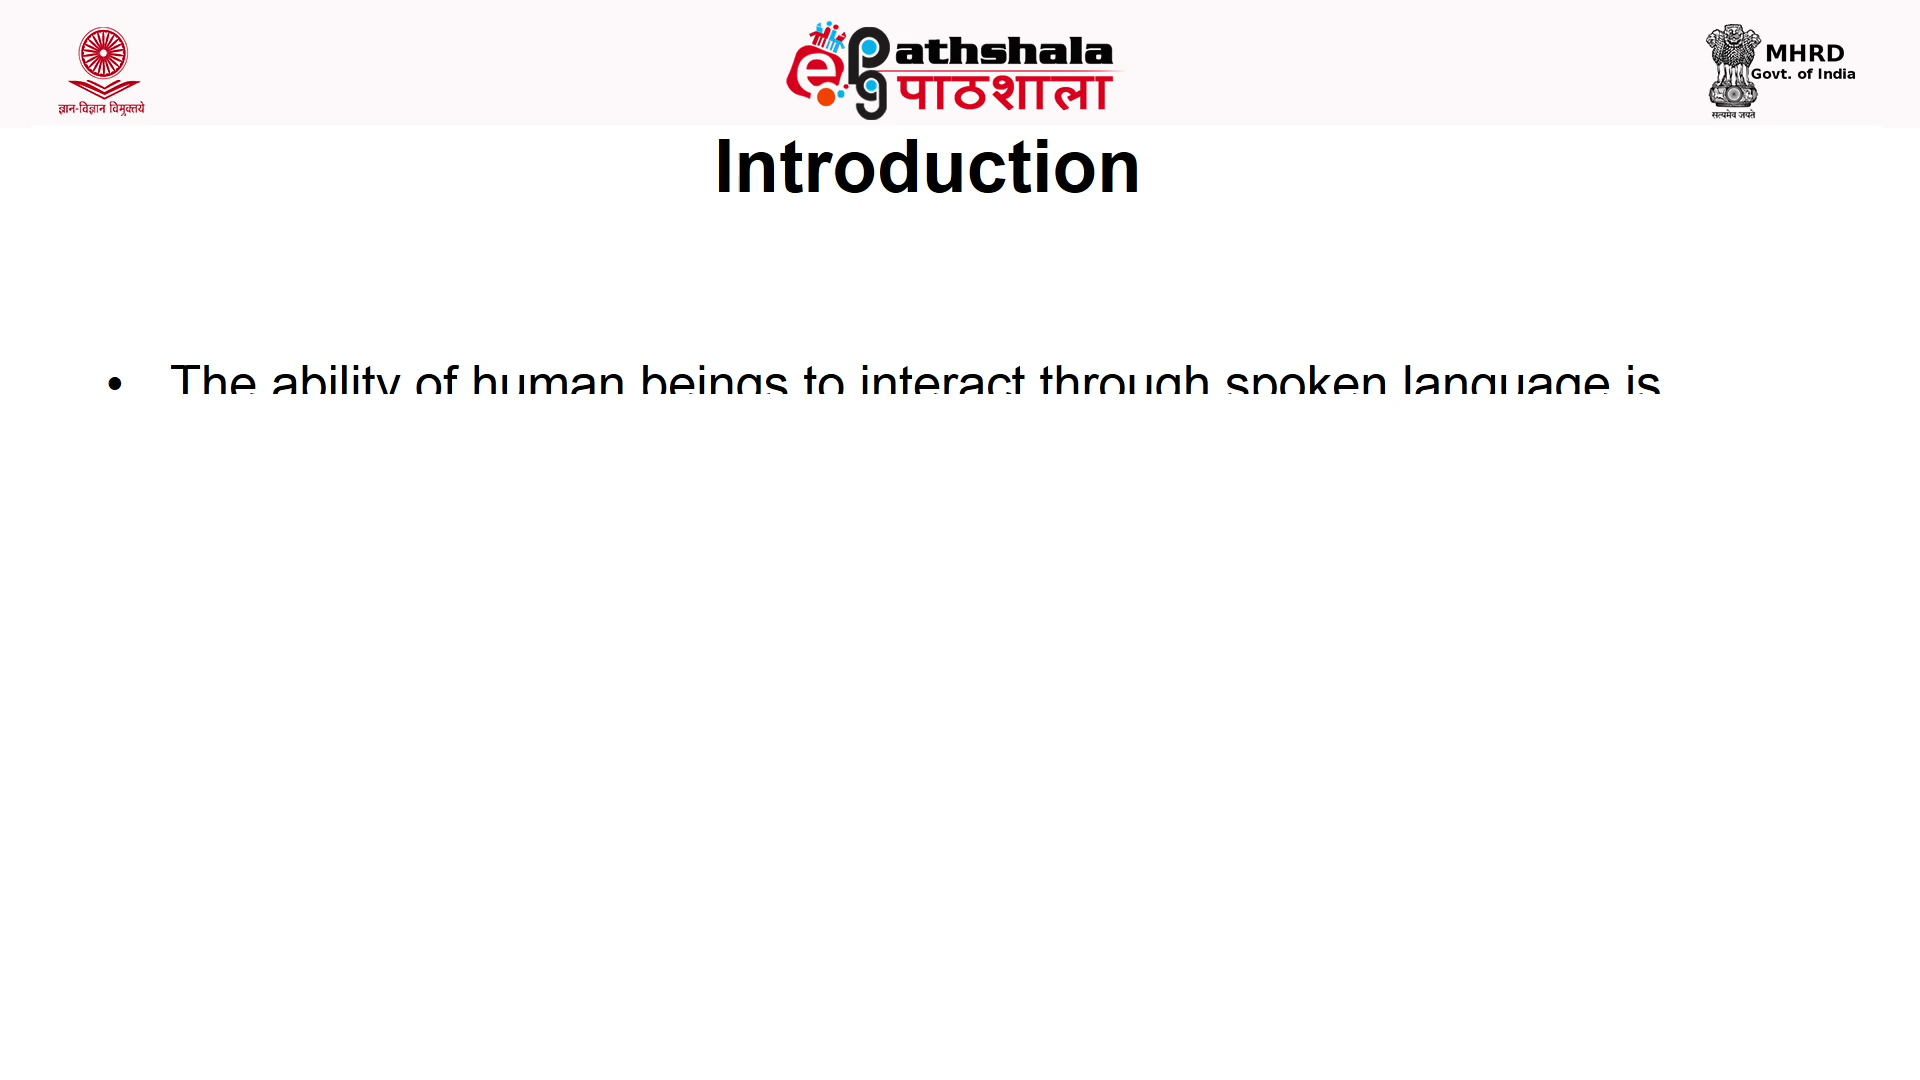 ज्ञान-विज्ञान विमुक्तये
e
pg
athshala
पाठशाला
MHRD
Govt. of India
सत्यमेव जयते
Introduction
• The ability of human beings to interact through spoken language is